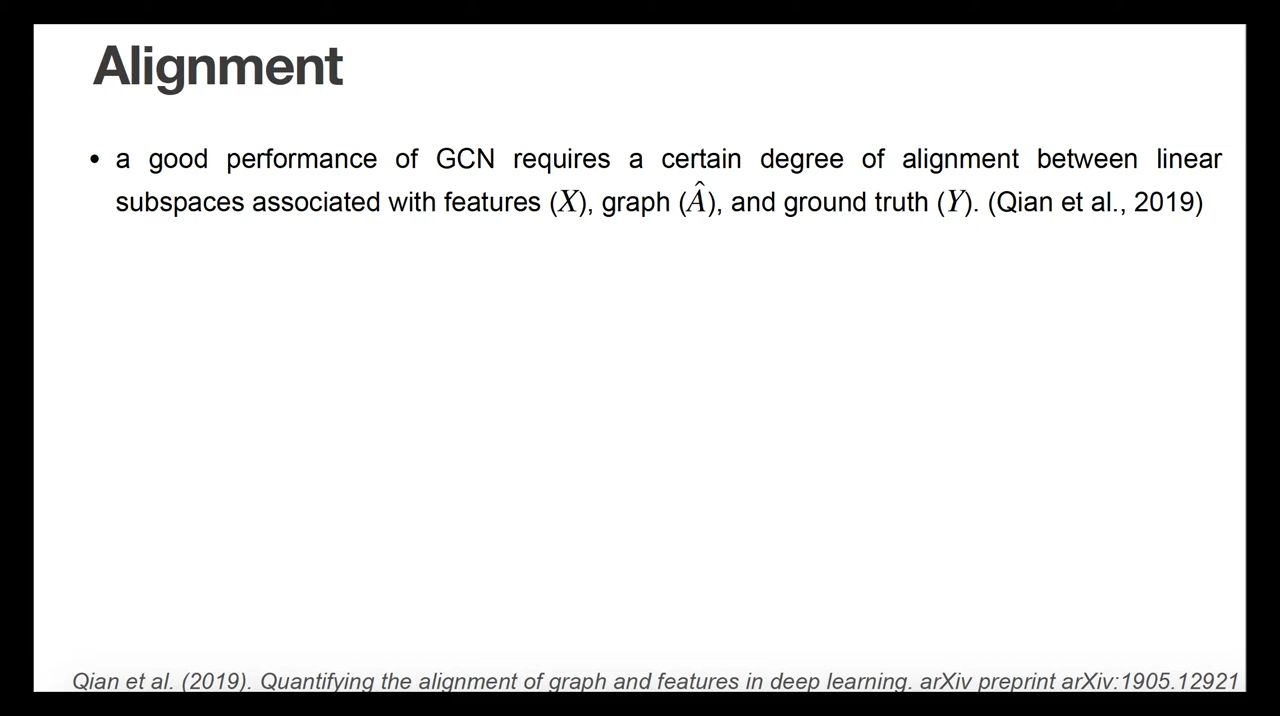 Alignment
• a good performance of GCN requires a certain degree of alignment between linear
subspaces associated with features (X), graph (Â), and ground truth (Y). (Qian et al., 2019)
Qian et al. (2019). Quantifying the alignment of graph and features in deep learning. arXiv preprint arXiv:1905.12921